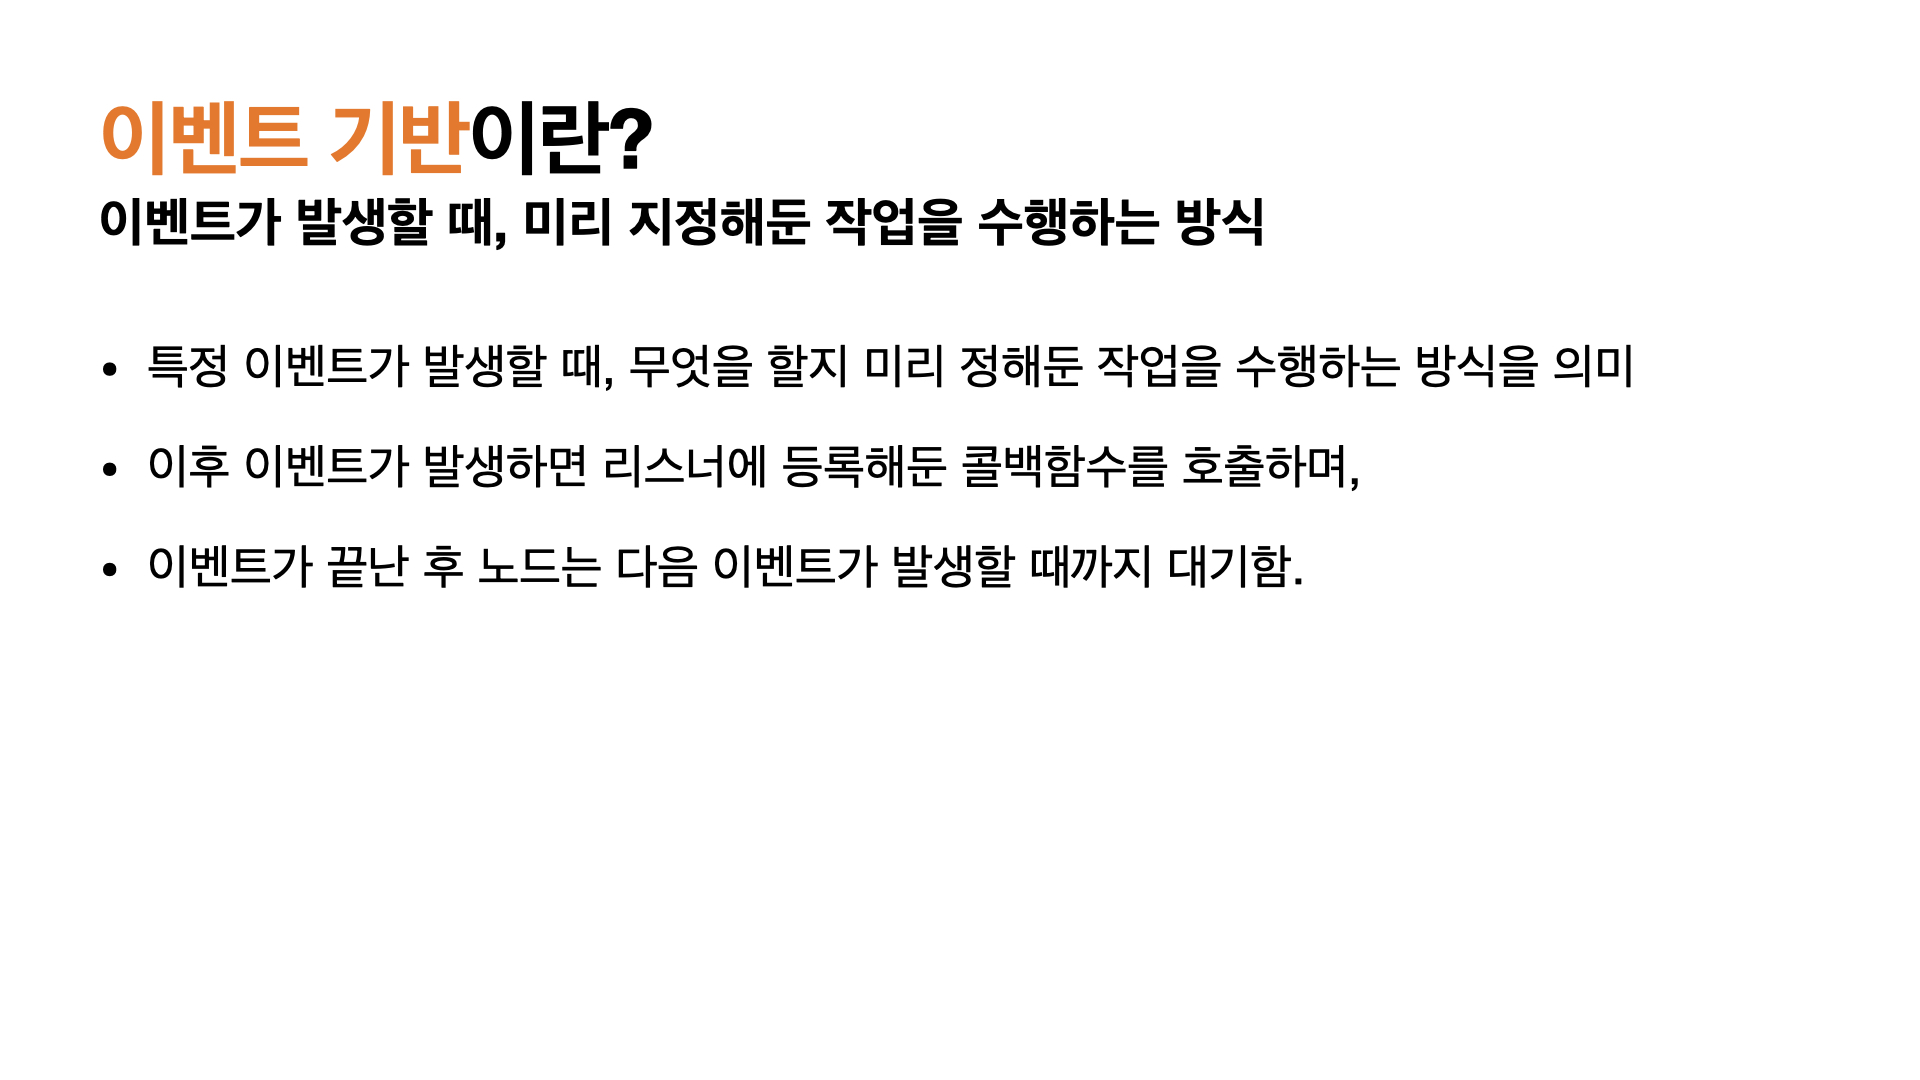 이벤트 기반이란?
이벤트가 발생할 때, 미리 지정해둔 작업을 수행하는 방식
• 특정 이벤트가 발생할 때, 무엇을 할지 미리 정해둔 작업을 수행하는 방식을 의미
• 이후 이벤트가 발생하면 리스너에 등록해둔 콜백함수를 호출하며,
• 이벤트가 끝난 후 노드는 다음 이벤트가 발생할 때까지 대기함.